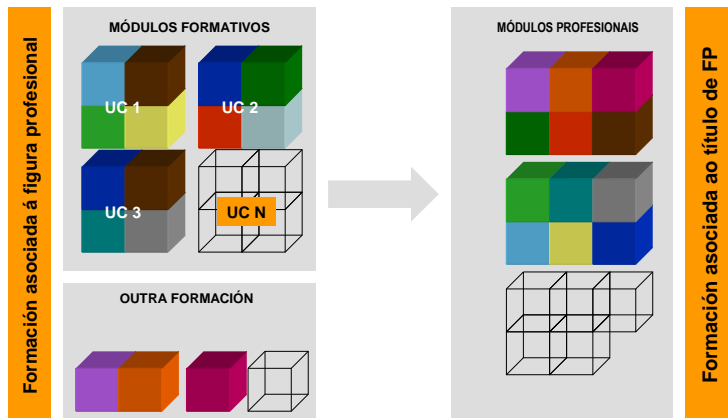 Formación asociada á figura profesional
MÓDULOS FORMATIVOS
UC 1
UC 2
UC 3
UC N
OUTRA FORMACIÓN
MÓDULOS PROFESIONAIS
Formación asociada ao título de FP